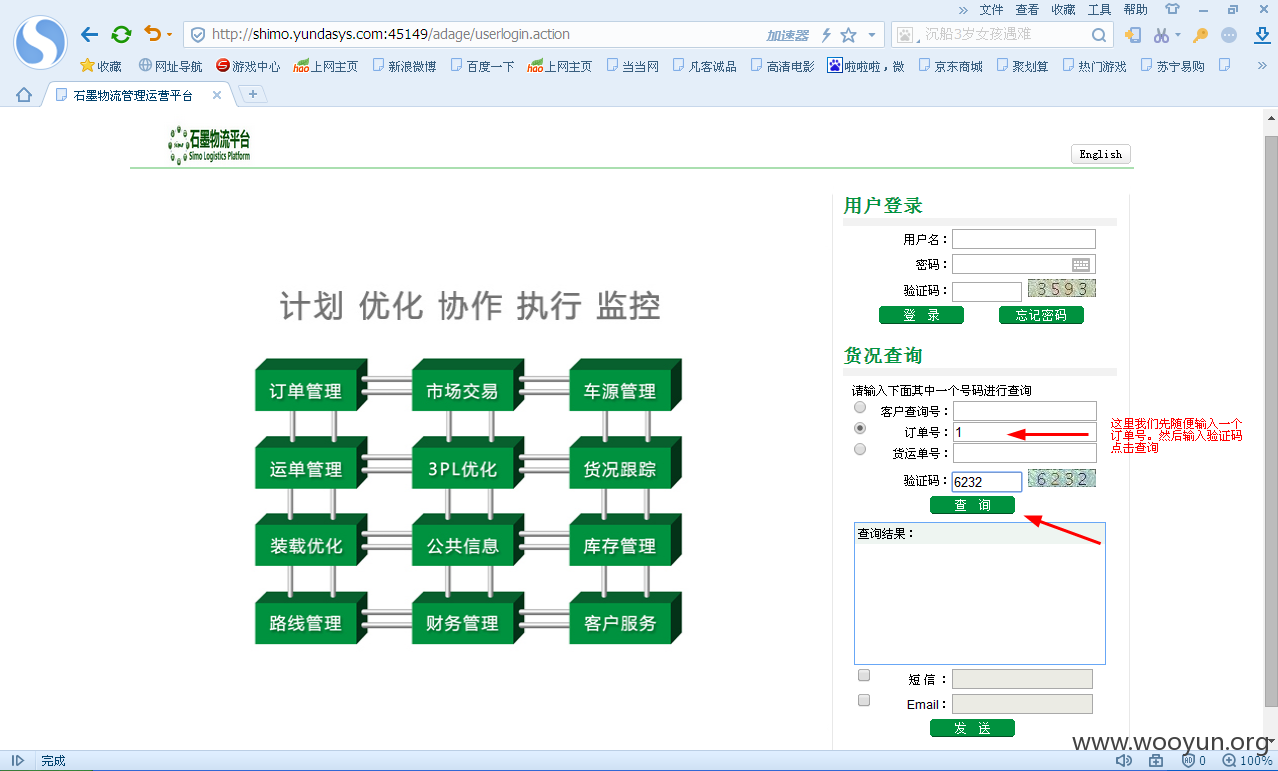 文件 查看 收藏 工具 帮助
http://shimo.yundasys.com:45149/adage/userlogin.action
加速器
沉船3岁女孩遇难
收藏 网址导航 游戏中心 上网主页 新浪微博 百度一下 上网主页 当当网 凡客诚品 高清电影 啦啦啦,微 京东商城 聚划算 热门游戏 苏宁易购
石墨物流管理运营平台
石墨物流平台
Simo Logistics Platform
English
用户登录
用户名：
密码：
验证码：
3593
登 录
忘记密码
计划 优化 协作 执行 监控
订单管理 市场交易 车源管理
运单管理 3PL优化 货况跟踪
装载优化 公共信息 库存管理
路线管理 财务管理 客户服务
货况查询
请输入下面其中一个号码进行查询
客户查询号：
订单号：1
货运单号：
验证码：6232
6232
查 询
这里我们先随便输入一个
订单号。然后输入验证码
点击查询
查询结果：
短信：
Email：
发 送
www.wooyun.org
完成
0
100%